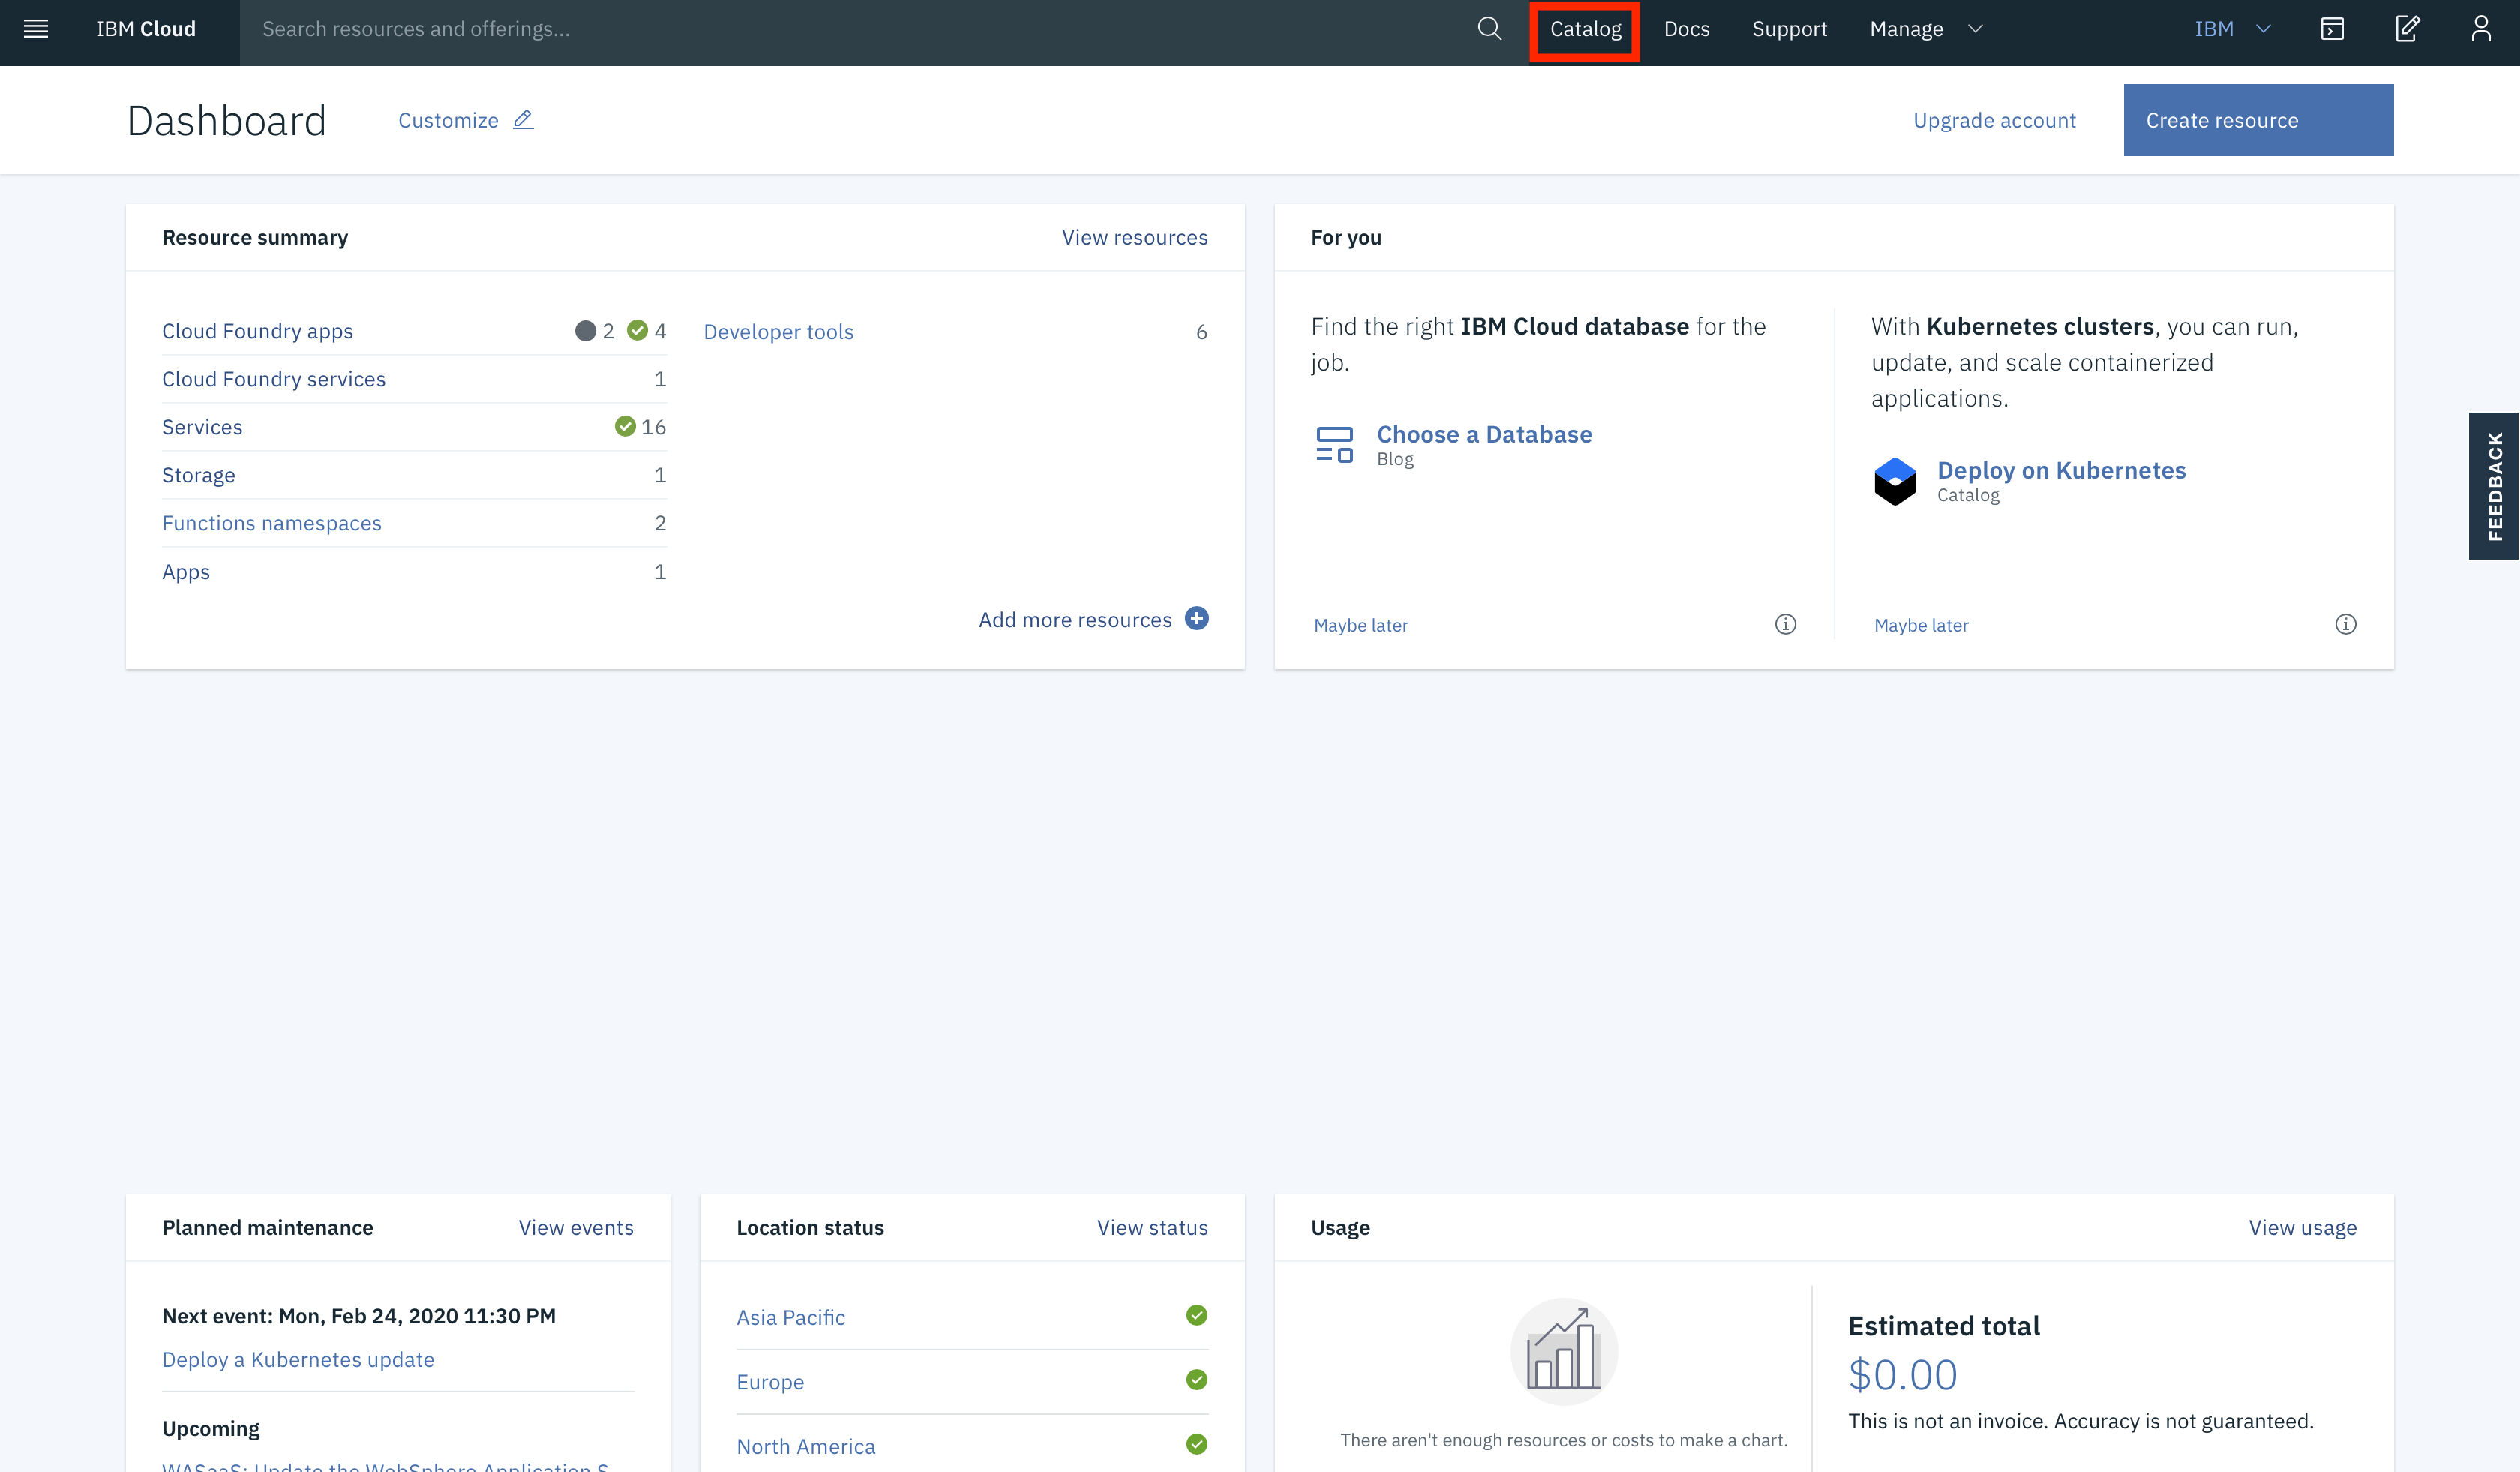 IBM Cloud
Search resources and offerings...
Catalog
Docs
Support
Manage
IBM
Dashboard
Customize
Upgrade account
Create resource
Resource summary
View resources
Cloud Foundry apps 2 4
Cloud Foundry services 1
Services 16
Storage 1
Functions namespaces 2
Apps 1
Developer tools 6
Add more resources
For you
Find the right IBM Cloud database for the
job.
Choose a Database
Blog
Maybe later
With Kubernetes clusters, you can run,
update, and scale containerized
applications.
Deploy on Kubernetes
Catalog
Maybe later
FEEDBACK
Planned maintenance
View events
Next event: Mon, Feb 24, 2020 11:30 PM
Deploy a Kubernetes update
Upcoming
WASaaS: Update the WebSphere Application S
Location status
View status
Asia Pacific
Europe
North America
Usage
View usage
There aren't enough resources or costs to make a chart.
Estimated total
$0.00
This is not an invoice. Accuracy is not guaranteed.